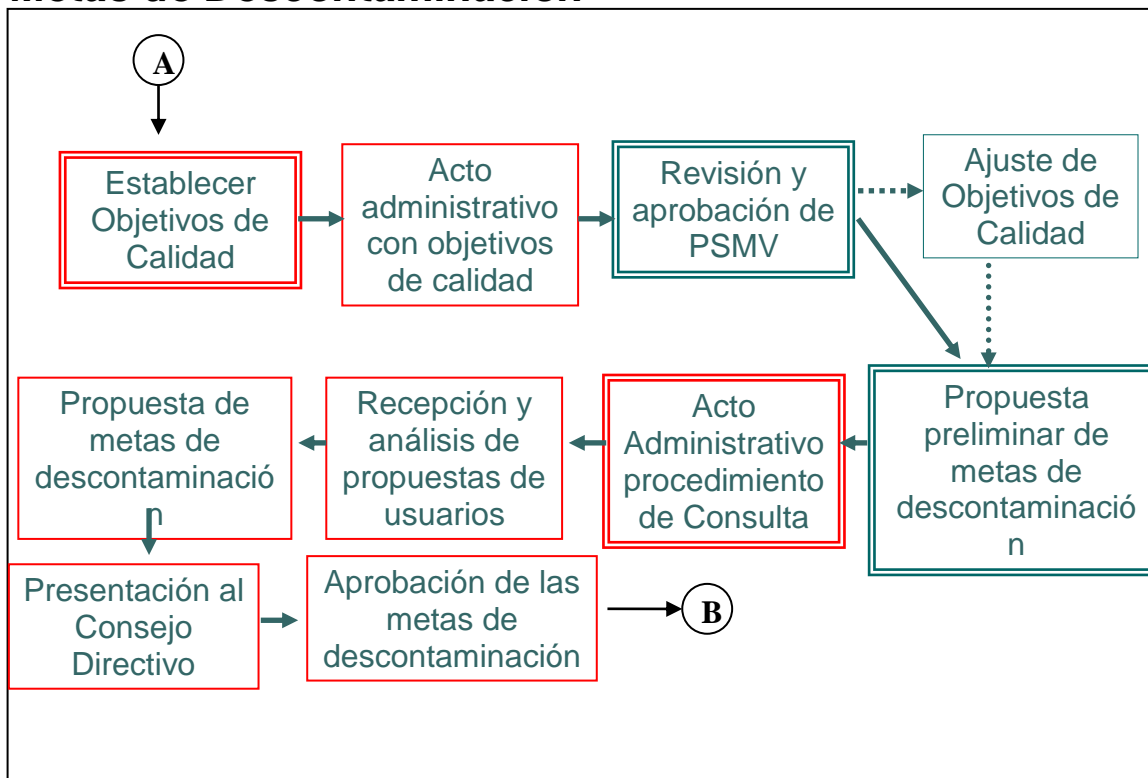 Metas de Descontaminación
A
Establecer
Objetivos de
Calidad
Acto
administrativo
con objetivos
de calidad
Revisión y
aprobación de
PSMV
Ajuste de
Objetivos de
Calidad
Propuesta de
metas de
descontaminació
n
Recepción y
análisis de
propuestas de
usuarios
Acto
Administrativo
procedimiento
de Consulta
Propuesta
preliminar de
metas de
descontaminació
n
Presentación al
Consejo
Directivo
Aprobación de las
metas de
descontaminación
B